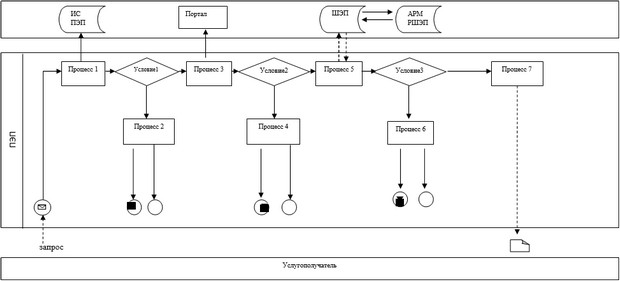 ИС
ПЭП
Портал
ШЭП
АРМ
РШЭП
Процесс 1
Условие1
Процесс 3
Условие2
Процесс 5
Условие3
Процесс 7
Процесс 2
Процесс 4
Процесс 6
запрос
Услугополучатель